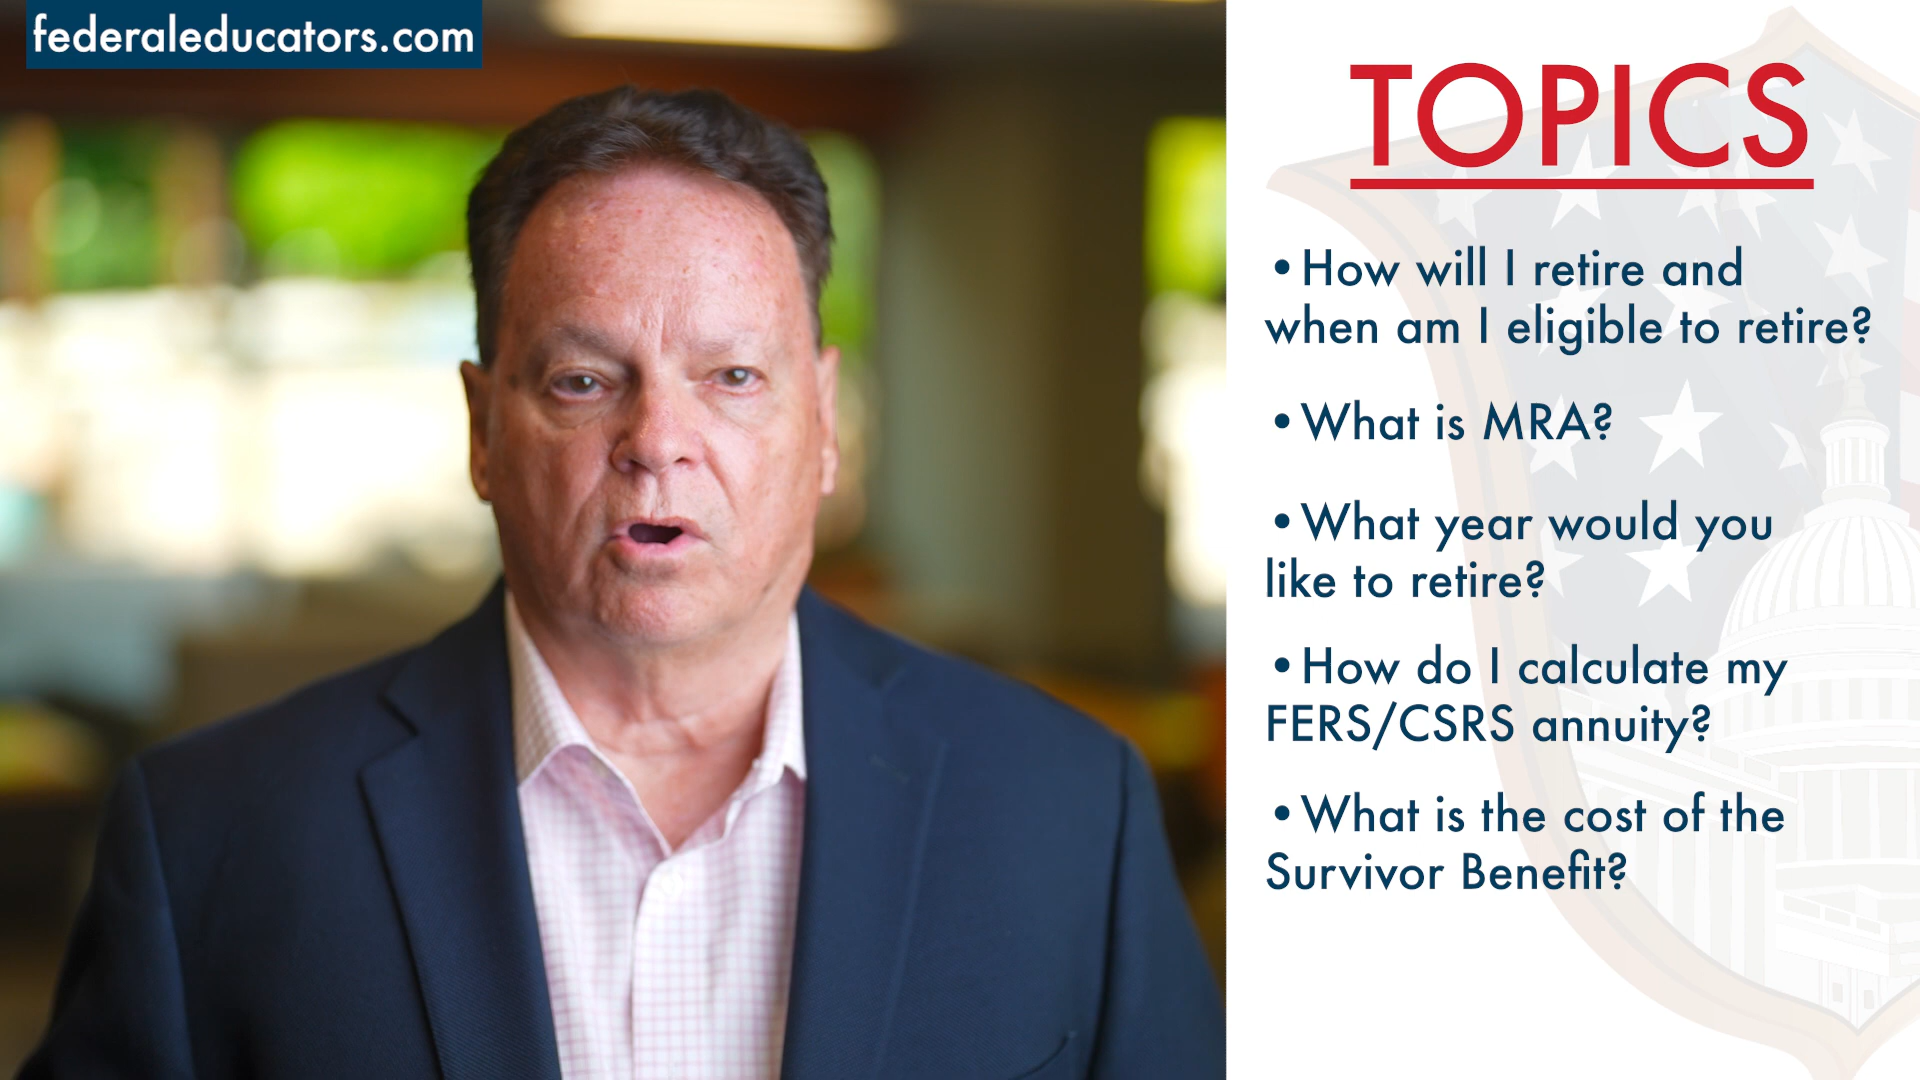 federaleducators.com
TOPICS
•How will I retire and
when am I eligible to retire?
•What is MRA?
•What year would you
like to retire?
•How do I calculate my
FERS/CSRS annuity?
•What is the cost of the
Survivor Benefit?